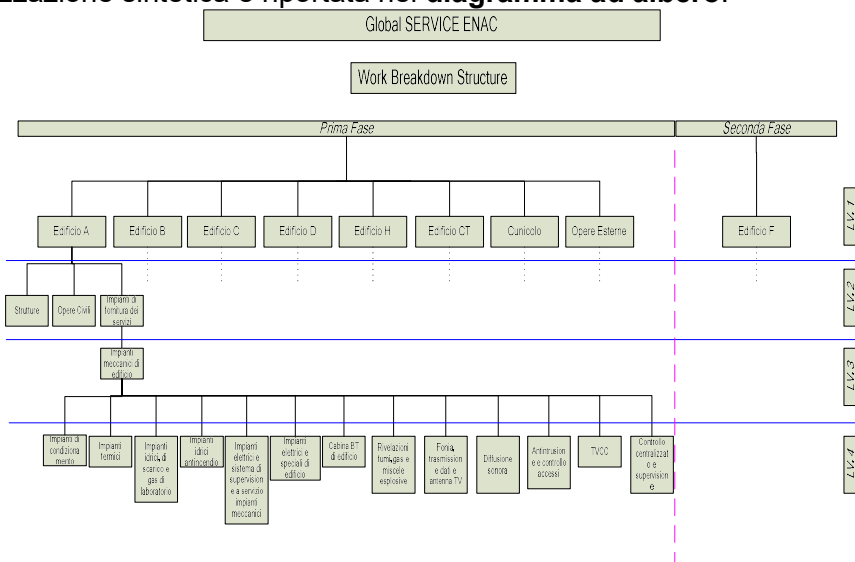 zzazione sintetica è riportata nel diagramma ad albero.
Global SERVICE ENAC
Work Breakdown Structure
Prima Fase
Seconda Fase
Edificio A
Edificio B
Edificio C
Edificio D
Edificio H
Edificio CT
Cunicolo
Opere Esterne
Edificio F
LV.1
Strutture
Opere Civili
Impianti di
fornitura dei
servizi
LV.2
Impianti
meccanici di
edificio
LV.3
Impianti di
condiziona
mento
Impianti
termici
Impianti
idrici, di
scarico e
gas di
laboratorio
Impianti
idrici
antincendio
Impianti
elettrici e
sistema di
supervision
e a servizio
impianti
meccanici
Impianti
elettrici e
speciali di
edificio
Cabina BT
di edificio
Rivelazioni
fumi,gas e
miscele
esplosive
Fonia,
trasmission
e dati e
antenna TV
Diffusione
sonora
Antintrusion
e e controllo
accessi
TVCC
Controllo
centralizzat
o e
supervision
e
LV.4